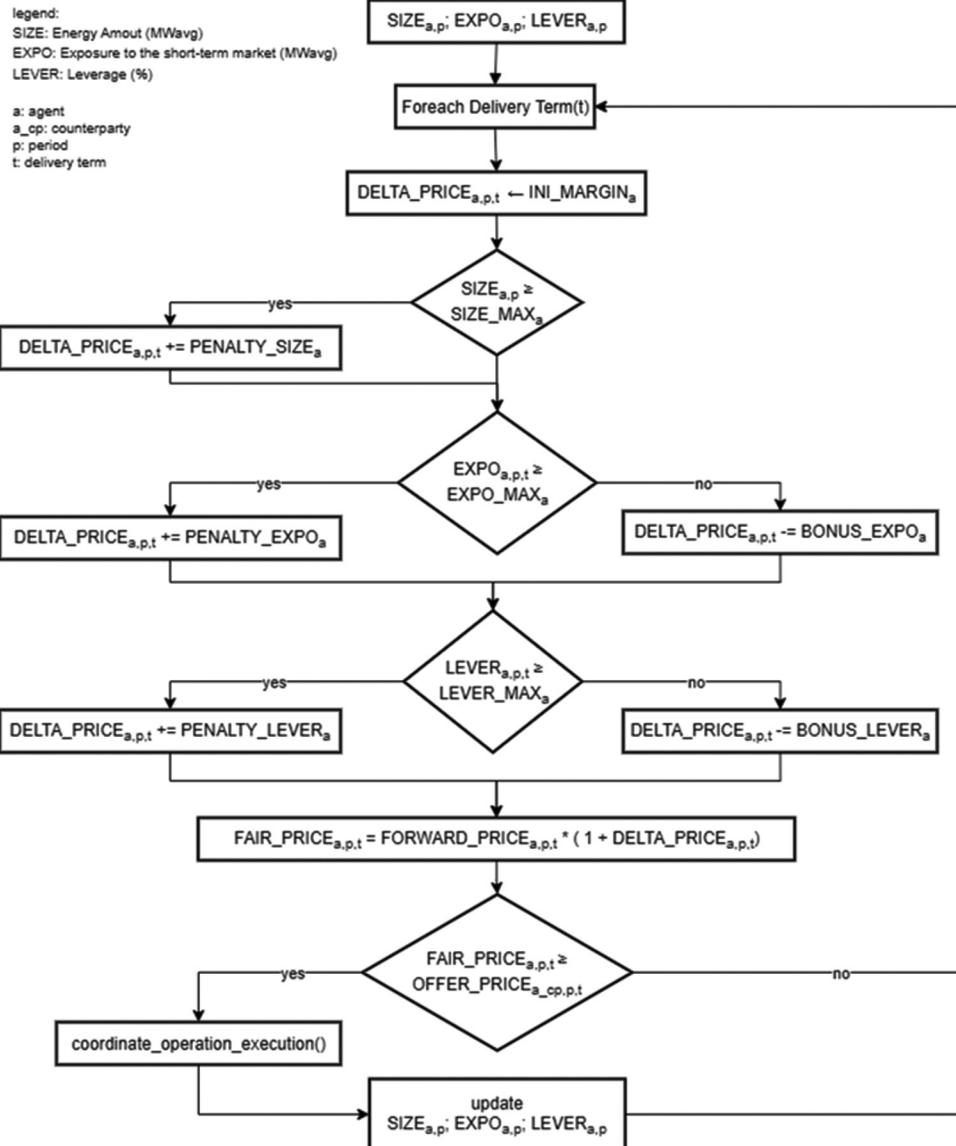 legend:
SIZE: Energy Amout (MWavg)
EXPO: Exposure to the short-term market (MWavg)
LEVER: Leverage (%)
a: agent
a_cp: counterparty
p: period
t: delivery term
SIZEa,p; EXPOa,p; LEVERa,p
Foreach Delivery Term(t)
DELTA_PRICEa,p,t ← INI_MARGINa
SIZEa,p ≥
SIZE_MAXa
yes
DELTA_PRICEa,p,t += PENALTY_SIZEa
EXPOa,p,t ≥
EXPO_MAXa
yes
no
DELTA_PRICEa,p,t += PENALTY_EXPOa
DELTA_PRICEa,p,t -= BONUS_EXPOa
LEVERa,p,t ≥
LEVER_MAXa
yes
no
DELTA_PRICEa,p,t += PENALTY_LEVERa
DELTA_PRICEa,p,t -= BONUS_LEVERa
FAIR_PRICEa,p,t = FORWARD_PRICEa,p,t * ( 1 + DELTA_PRICEa,p,t)
FAIR_PRICEa,p,t ≥
OFFER_PRICEa_cp,p,t
yes
no
coordinate_operation_execution()
update
SIZEa,p; EXPOa,p; LEVERa,p